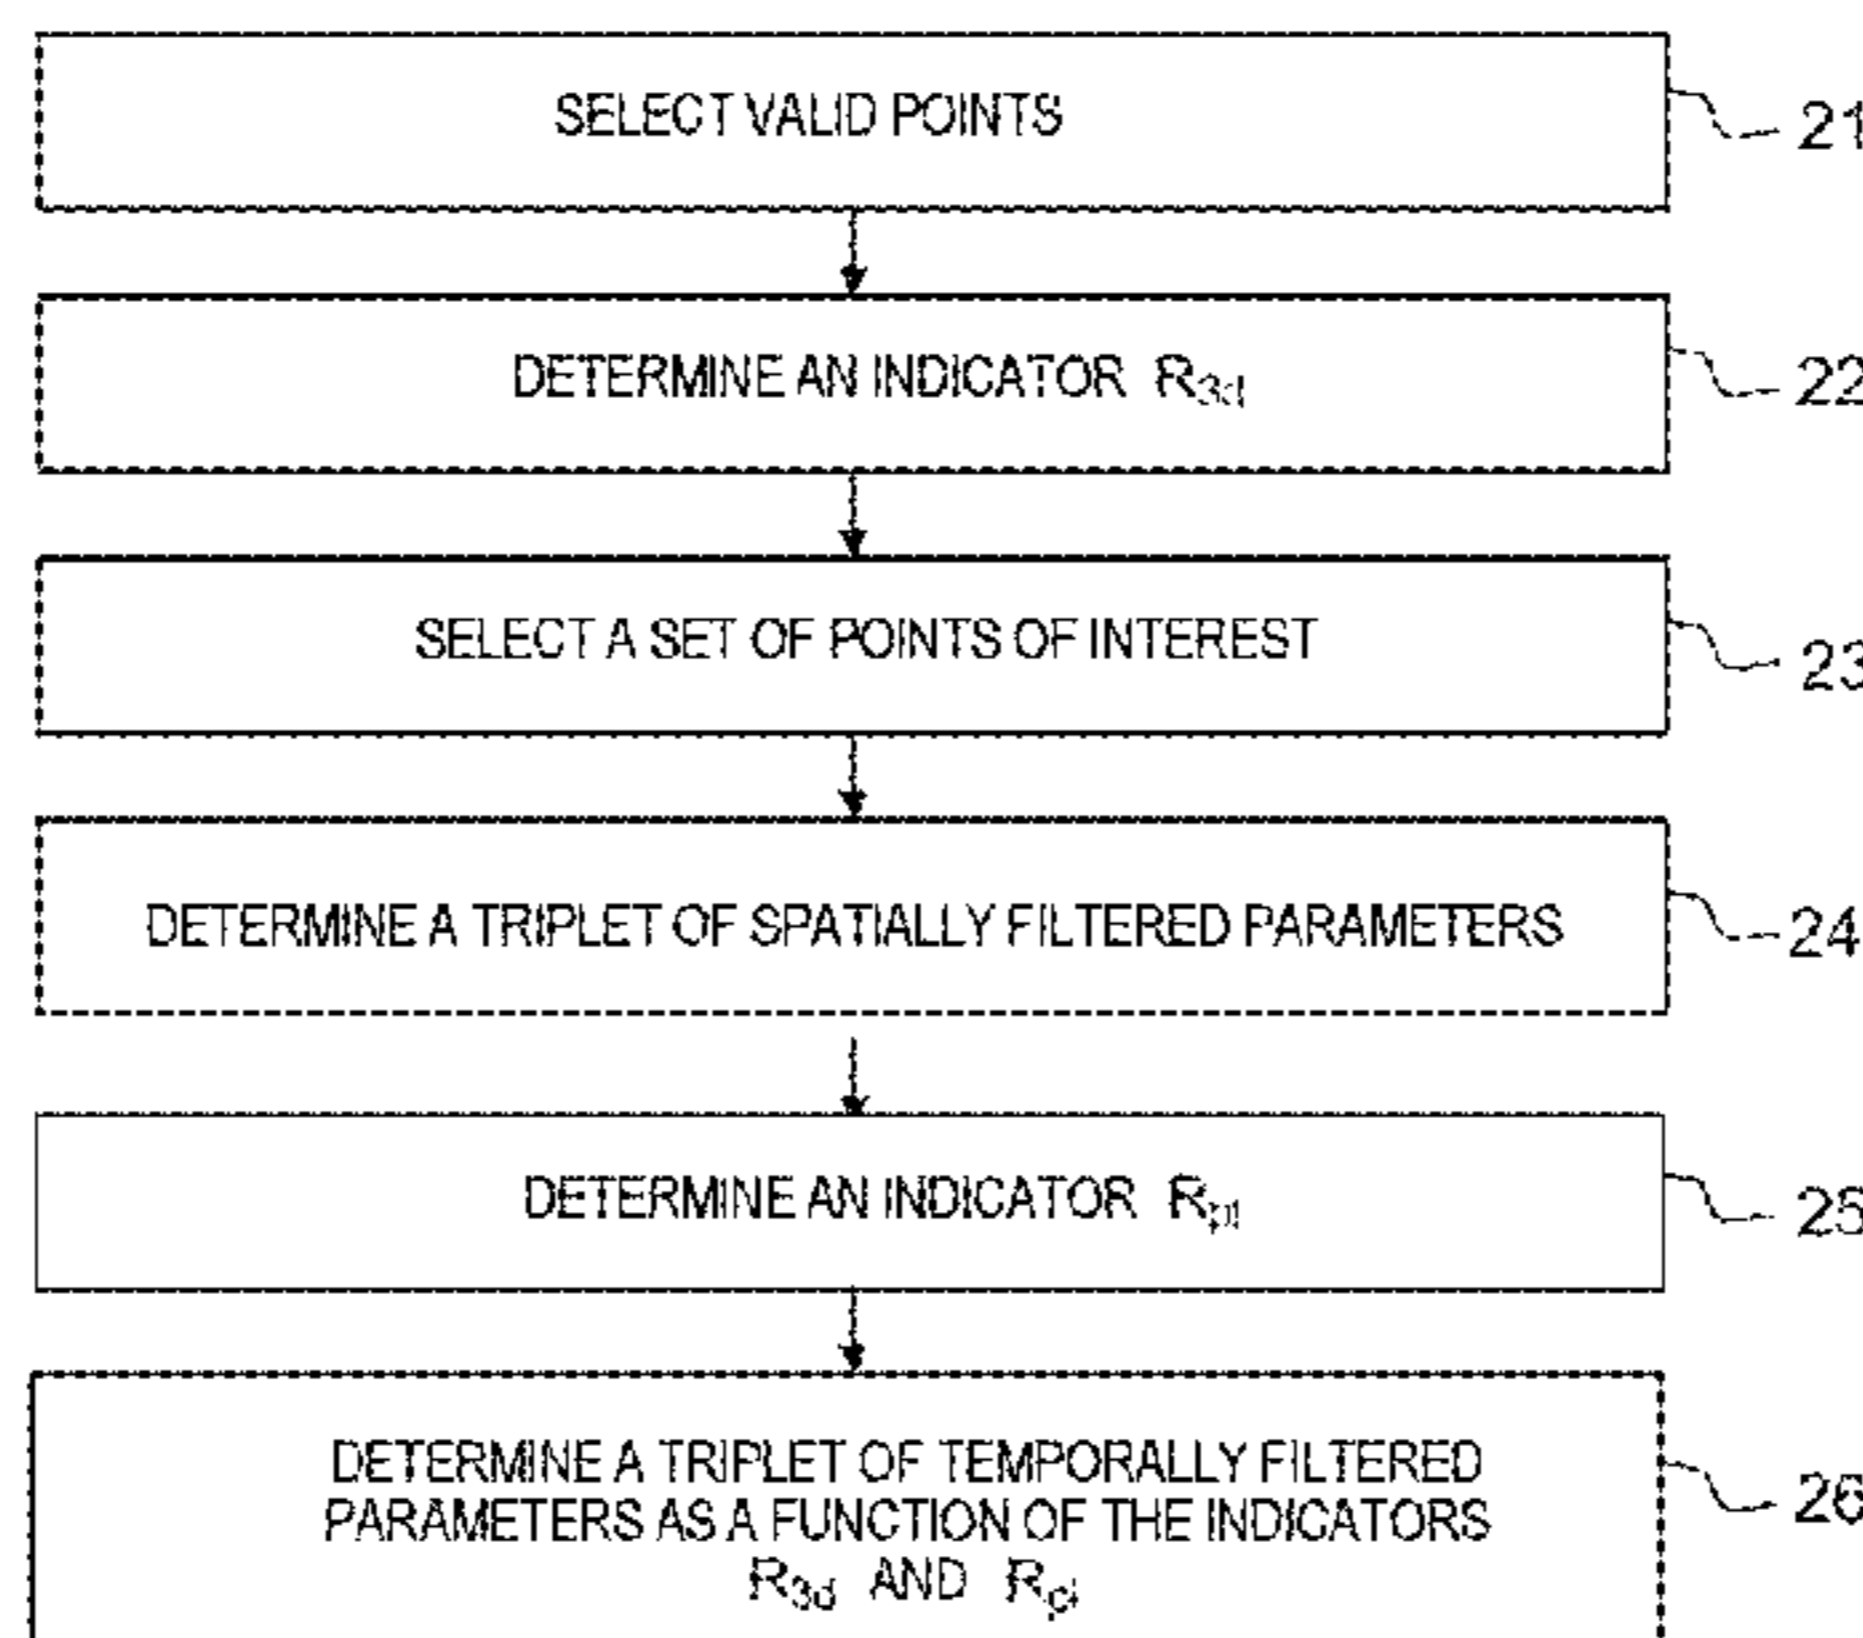 SELECT VALID POINTS
21
DETERMINE AN INDICATOR R3d
22
SELECT A SET OF POINTS OF INTEREST
23
DETERMINE A TRIPLET OF SPATIALLY FILTERED PARAMETERS
24
DETERMINE AN INDICATOR Rpi
25
DETERMINE A TRIPLET OF TEMPORALLY FILTERED
PARAMETERS AS A FUNCTION OF THE INDICATORS
R3d AND Rpi
26